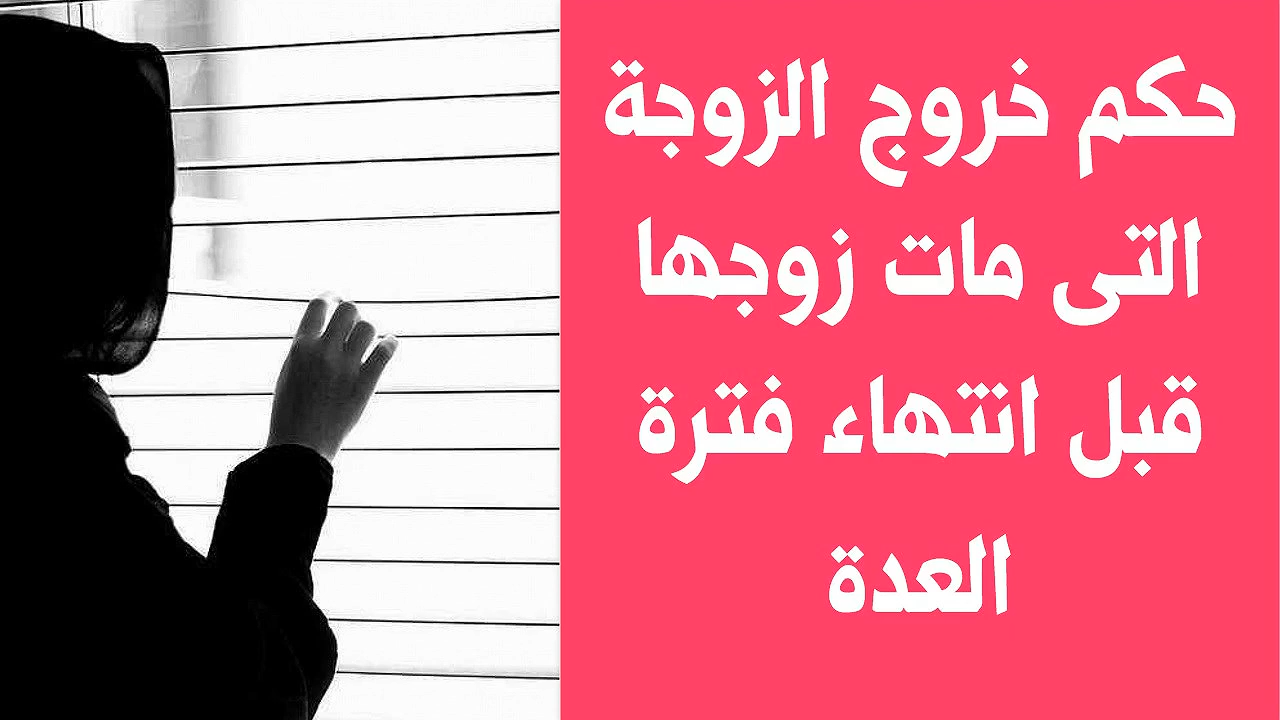 حكم خروج الزوجة
التى مات زوجها
قبل انتهاء فترة
العدة